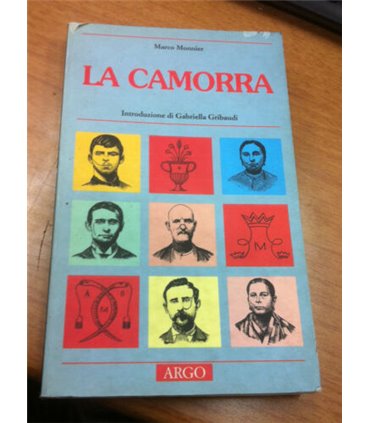 Marco Monnier
LA CAMORRA
Introduzione di Gabriella Gribaudi
M
A B
M
ARGO